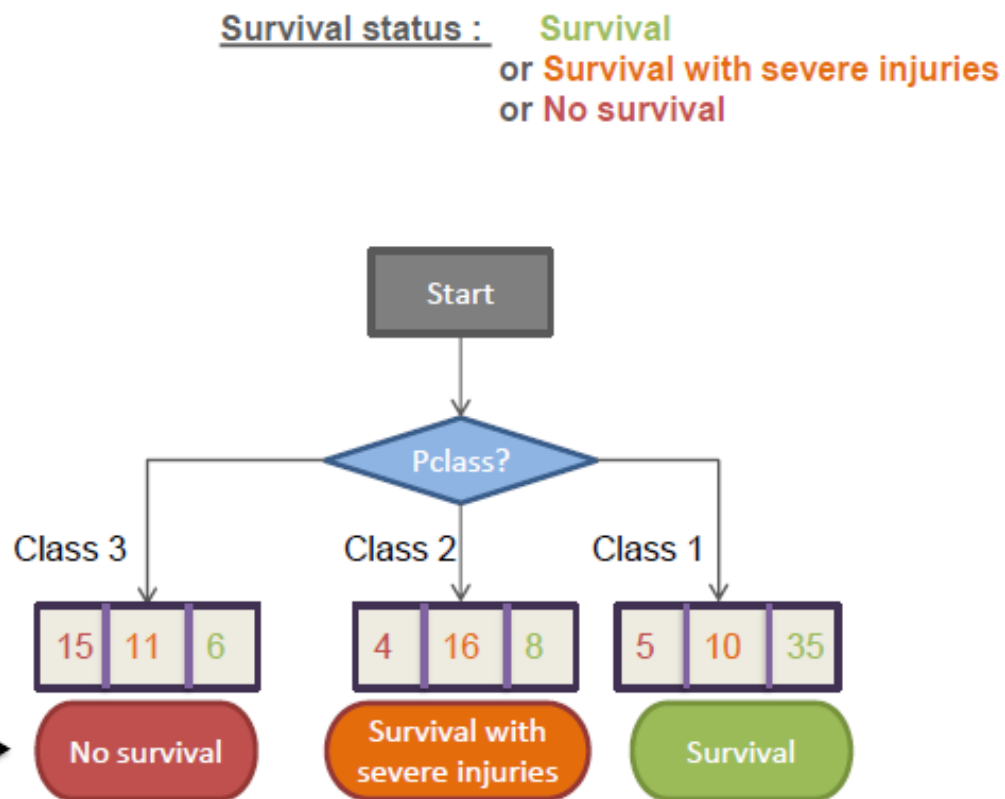 Survival status : Survival
or Survival with severe injuries
or No survival
Start
Pclass?
Class 3 Class 2 Class 1
15 11 6 4 16 8 5 10 35
No survival
Survival with
severe injuries
Survival